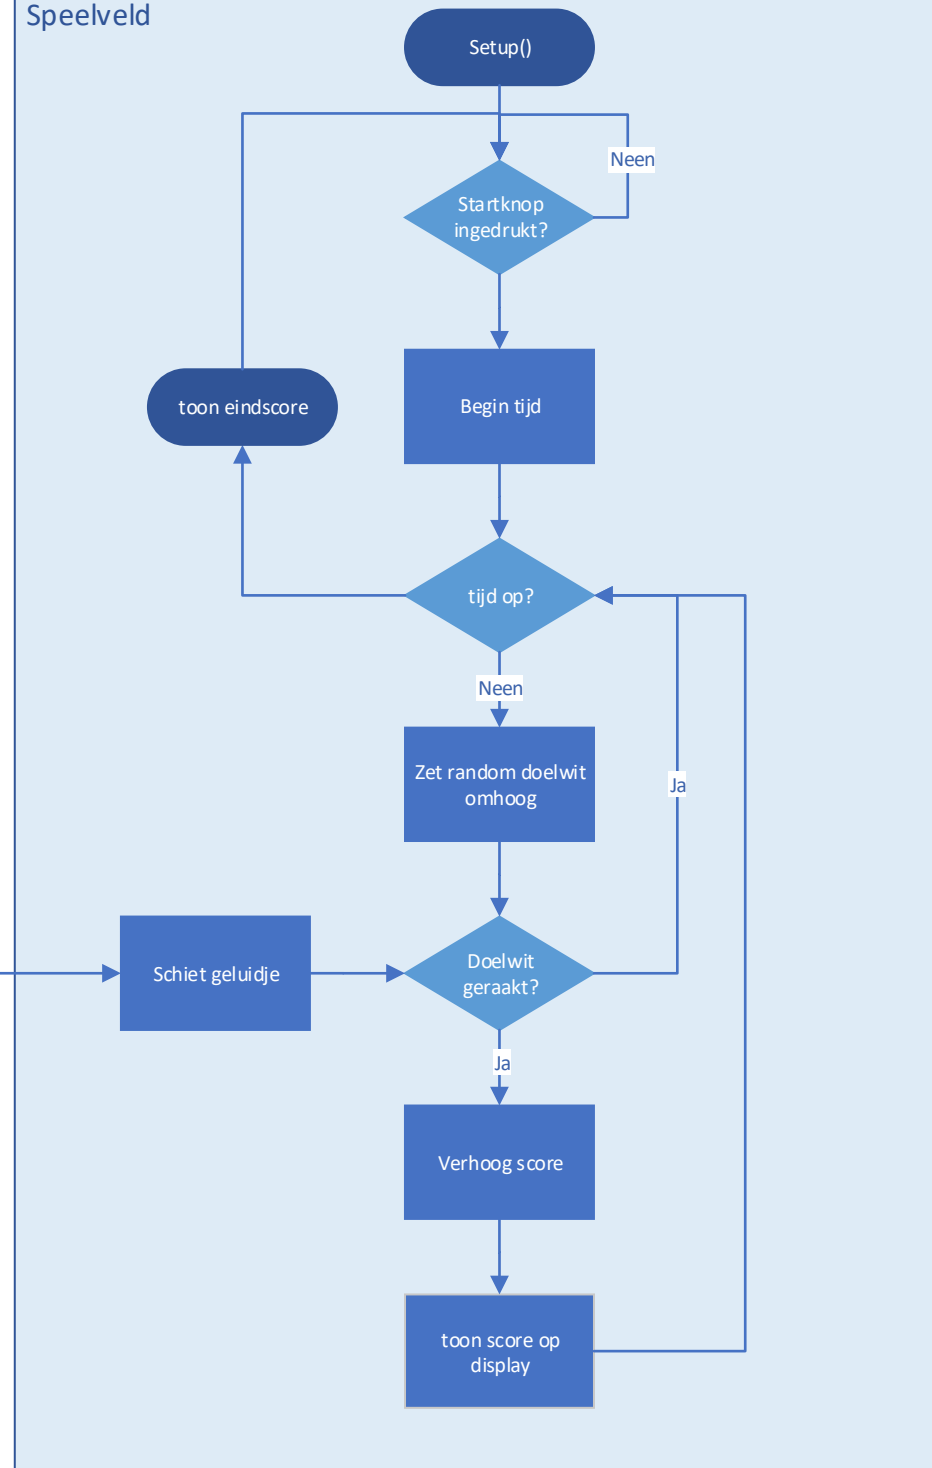 Speelveld
Setup()
Neen
Startknop
ingedrukt?
Begin tijd
toon eindscore
tijd op?
Neen
Zet random doelwit
omhoog
Ja
Schiet geluidje
Doelwit
geraakt?
Ja
Verhoog score
toon score op
display